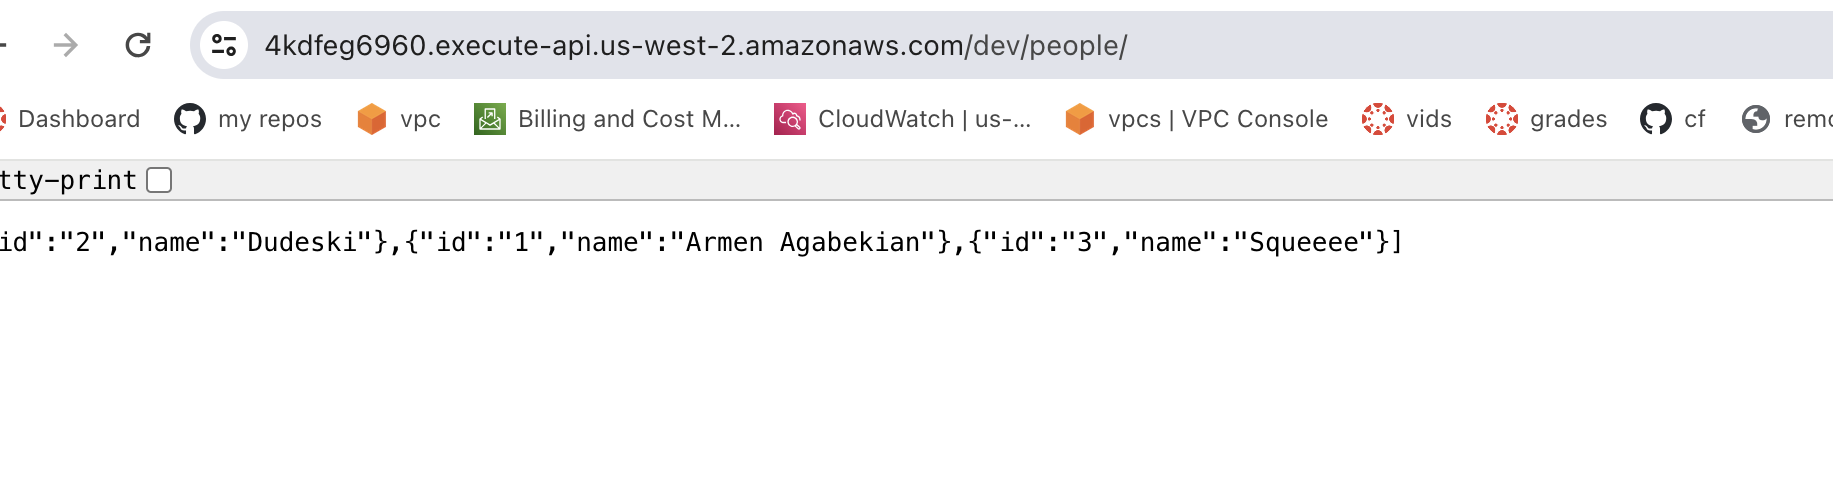 4kdfeg6960.execute-api.us-west-2.amazonaws.com/dev/people/
Dashboard my repos vpc Billing and Cost M... CloudWatch | us-... vpcs | VPC Console vids grades cf remo
tty-print
id":"2","name":"Dudeski"},{"id":"1","name":"Armen Agabekian"},{"id":"3","name":"Squeeee"}]